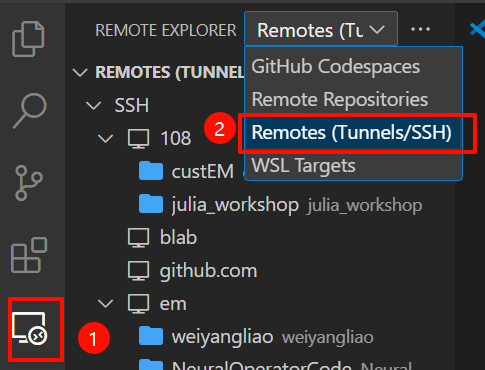 REMOTE EXPLORER Remotes (Tu
GitHub Codespaces
REMOTES (TUNNEL
Remote Repositories
SSH
2 Remotes (Tunnels/SSH)
108
WSL Targets
custEM
julia_workshop julia_workshop
blab
github.com
em
1 weiyangliao weiyangliao
NeuralOperatorCode Neural